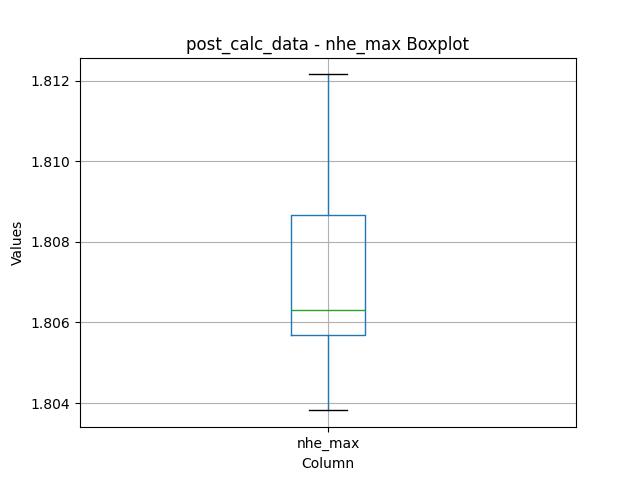 post_calc_data - nhe_max Boxplot
1.812
1.810
1.808
1.806
1.804
Values
nhe_max
Column